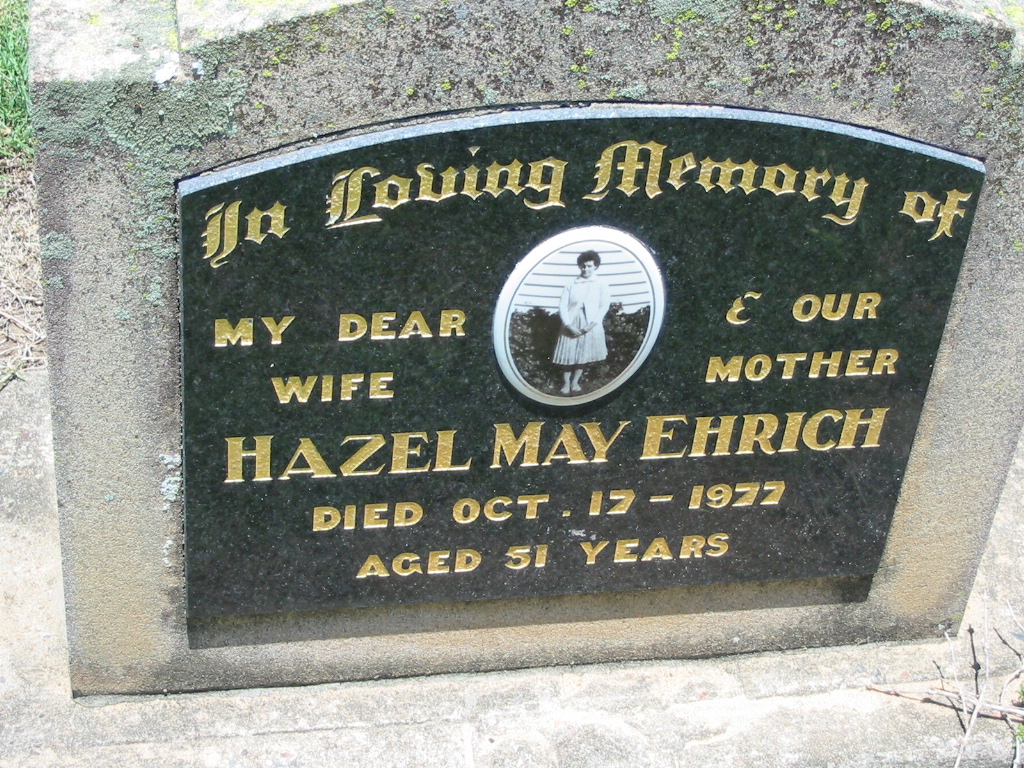 In Loving Memory of
MY DEAR & OUR
WIFE MOTHER
HAZEL MAY EHRICH
DIED OCT. 17 - 1977
AGED 51 YEARS